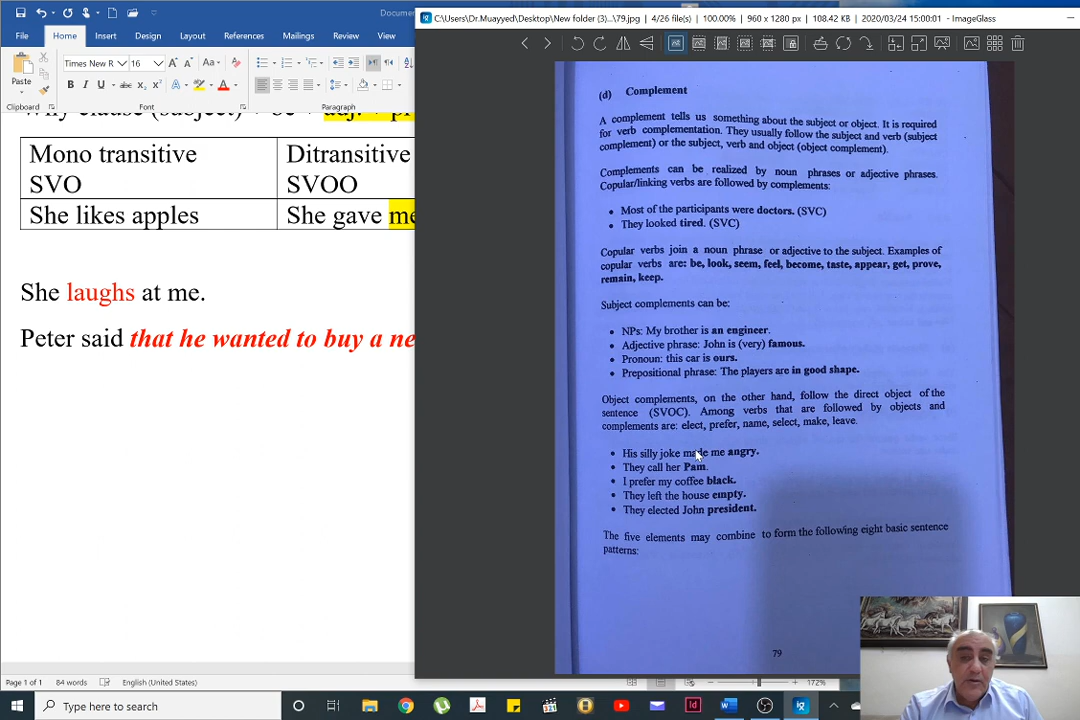 Document
File
Home
Insert
Design
Layout
References
Mailings
Review
View
Paste
Times New R
16
Clipboard
Font
Paragraph
Mono transitive
SVO
Ditransitive
SVOO
She likes apples
She gave me
She laughs at me.
Peter said that he wanted to buy a ne
Page 1 of 1
84 words
English (United States)
172%
C:\Users\Dr.Muayyed\Desktop\New folder (3)...\79.jpg | 4/26 file(s) | 100.00% | 960 x 1280 px | 108.42 KB | 2020/03/24 15:00:01 - ImageGlass
(d) Complement
A complement tells us something about the subject or object. It is required
for verb complementation. They usually follow the subject and verb (subject
complement) or the subject, verb and object (object complement).
Complements can be realized by noun phrases or adjective phrases.
Copular/linking verbs are followed by complements:
• Most of the participants were doctors. (SVC)
• They looked tired. (SVC)
Copular verbs join a noun phrase or adjective to the subject. Examples of
copular verbs are: be, look, seem, feel, become, taste, appear, get, prove,
remain, keep.
Subject complements can be:
• NPs: My brother is an engineer.
• Adjective phrase: John is (very) famous.
• Pronoun: this car is ours.
• Prepositional phrase: The players are in good shape.
Object complements, on the other hand, follow the direct object of the
sentence (SVOC). Among verbs that are followed by objects and
complements are: elect, prefer, name, select, make, leave.
• His silly joke made me angry.
• They call her Pam.
• I prefer my coffee black.
• They left the house empty.
• They elected John president.
The five elements may combine to form the following eight basic sentence
patterns:
79
Type here to search